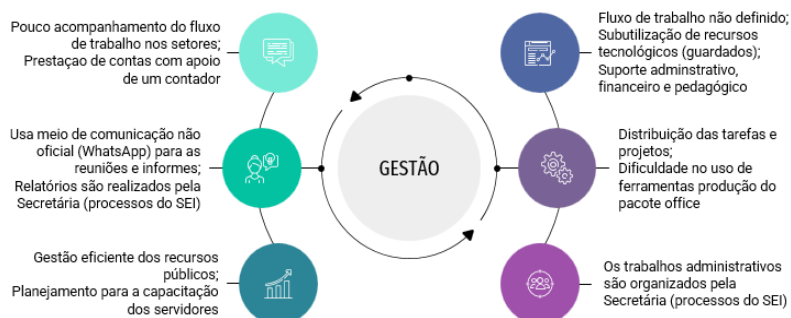 Pouco acompanhamento do fluxo
de trabalho nos setores;
Prestaçao de contas com apoio
de um contador
Usa meio de comunicação não
oficial (WhatsApp) para as
reuniões e informes;
Relatórios são realizados pela
Secretária (processos do SEI)
Gestão eficiente dos recursos
públicos;
Planejamento para a capacitação
dos servidores
GESTÃO
Fluxo de trabalho não definido;
Subutilização de recursos
tecnológicos (guardados);
Suporte adminstrativo,
financeiro e pedagógico
Distribuição das tarefas e
projetos;
Dificuldade no uso de
ferramentas produção do
pacote office
Os trabalhos administrativos
são organizados pela
Secretária (processos do SEI)